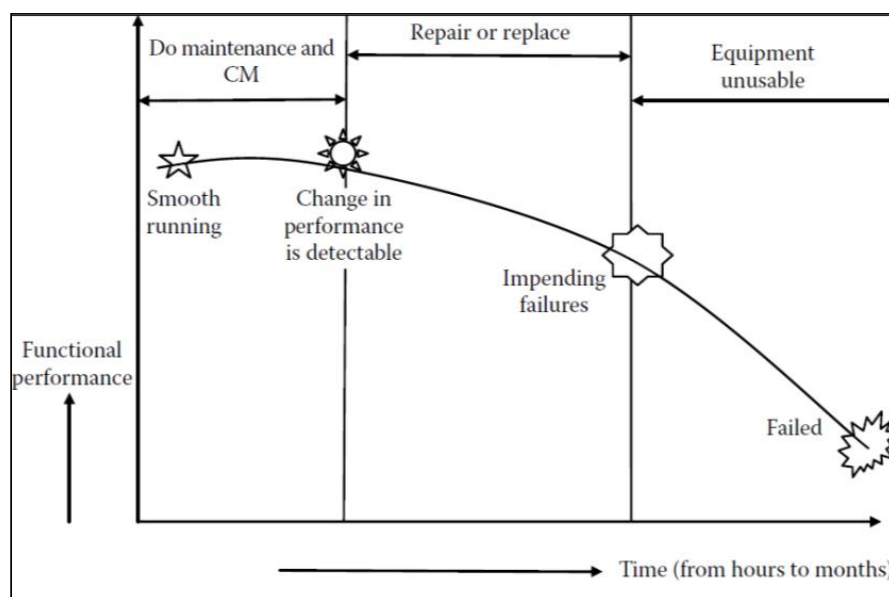 Do maintenance and
CM
Repair or replace
Equipment
unusable
Smooth
running
Change in
performance
is detectable
Impending
failures
Functional
performance
Failed
Time (from hours to months)